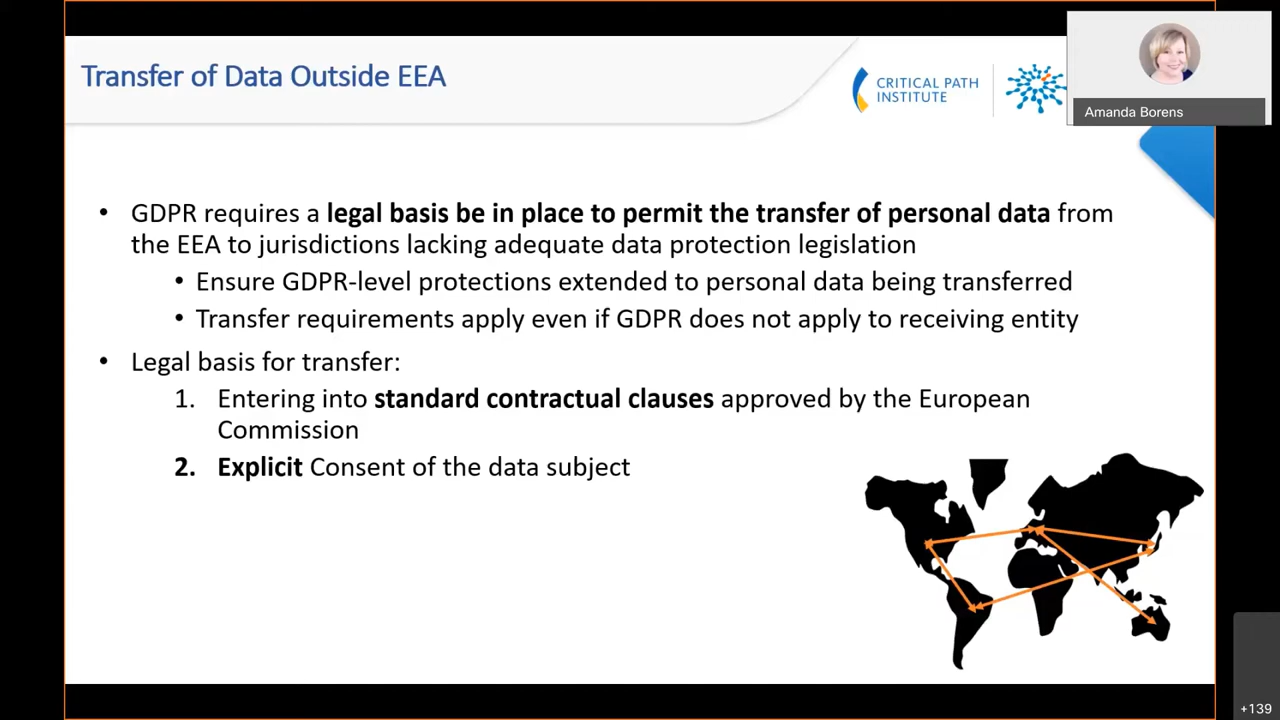 Transfer of Data Outside EEA
CRITICAL PATH
INSTITUTE
Amanda Borens
• GDPR requires a legal basis be in place to permit the transfer of personal data from
the EEA to jurisdictions lacking adequate data protection legislation
• Ensure GDPR-level protections extended to personal data being transferred
• Transfer requirements apply even if GDPR does not apply to receiving entity
• Legal basis for transfer:
1. Entering into standard contractual clauses approved by the European
Commission
2. Explicit Consent of the data subject
+139